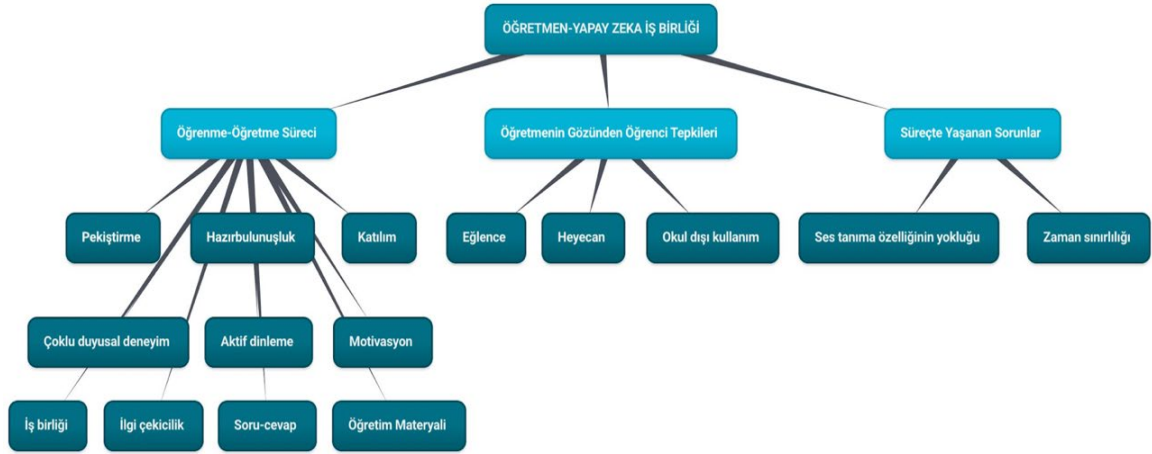 ÖĞRETMEN-YAPAY ZEKA İŞ BİRLİĞİ
Öğrenme-Öğretme Süreci
Öğretmenin Gözünden Öğrenci Tepkileri
Süreçte Yaşanan Sorunlar
Pekiştirme
Hazırbulunuşluk
Katılım
Eğlence
Heyecan
Okul dışı kullanım
Ses tanıma özelliğinin yokluğu
Zaman sınırlılığı
Çoklu duyusal deneyim
Aktif dinleme
Motivasyon
İş birliği
İlgi çekicilik
Soru-cevap
Öğretim Materyali